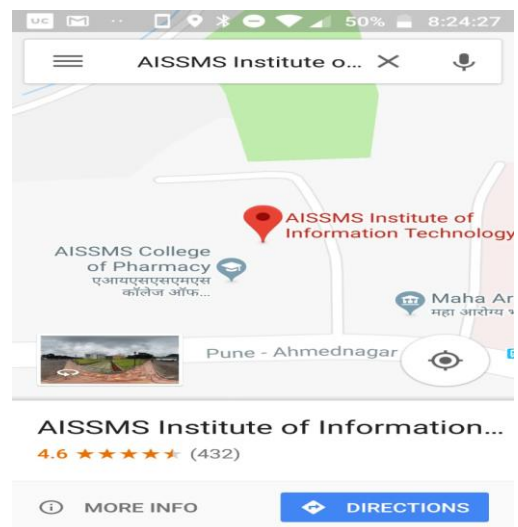 UC 50% 8:24:27
AISSMS Institute o...
AISSMS Institute of
Information Technology
AISSMS College
of Pharmacy
एआयएसएसएमएस
कॉलेज ऑफ...
Maha Ar
महा आरोग्य
Pune - Ahmednagar
AISSMS Institute of Information...
4.6 (432)
MORE INFO DIRECTIONS